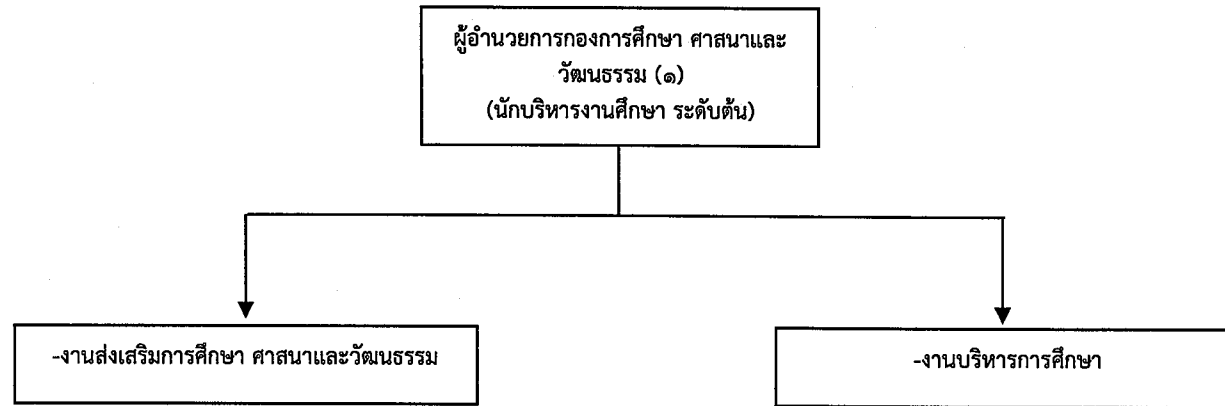 ผู้อำนวยการกองการศึกษา ศาสนาและ
วัฒนธรรม (๑)
(นักบริหารงานศึกษา ระดับต้น)
-งานส่งเสริมการศึกษา ศาสนาและวัฒนธรรม
-งานบริหารการศึกษา